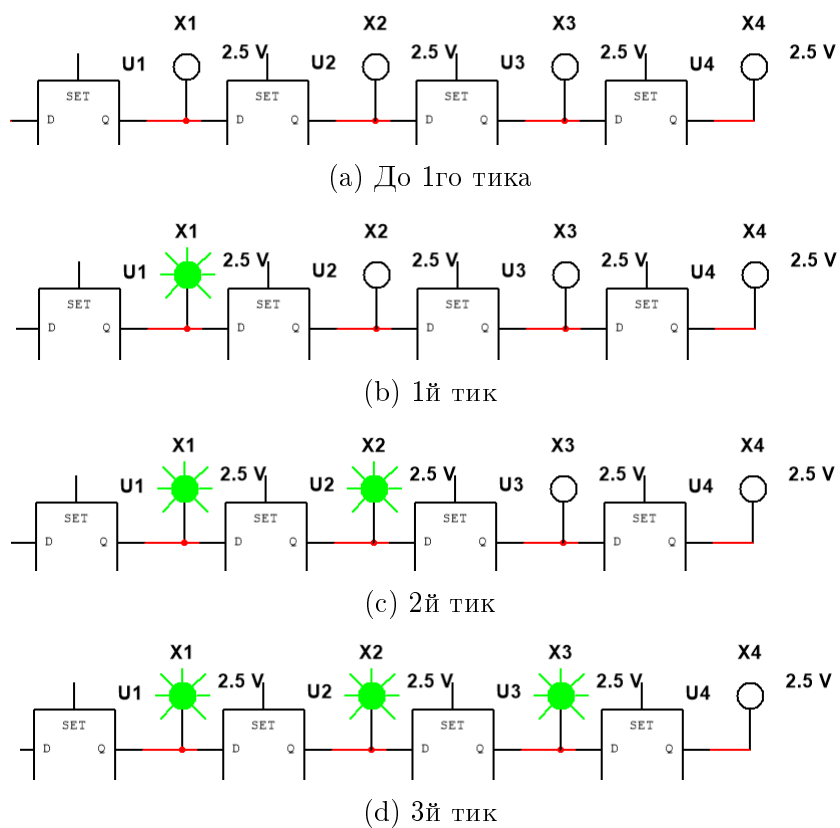 X1 X2 X3 X4
U1 2.5 V U2 2.5 V U3 2.5 V U4 2.5 V
SET SET SET SET
D Q D Q D Q D Q
(a) До 1го тика
X1 X2 X3 X4
U1 2.5 V U2 2.5 V U3 2.5 V U4 2.5 V
SET SET SET SET
D Q D Q D Q D Q
(b) 1й тик
X1 X2 X3 X4
U1 2.5 V U2 2.5 V U3 2.5 V U4 2.5 V
SET SET SET SET
D Q D Q D Q D Q
(c) 2й тик
X1 X2 X3 X4
U1 2.5 V U2 2.5 V U3 2.5 V U4 2.5 V
SET SET SET SET
D Q D Q D Q D Q
(d) 3й тик